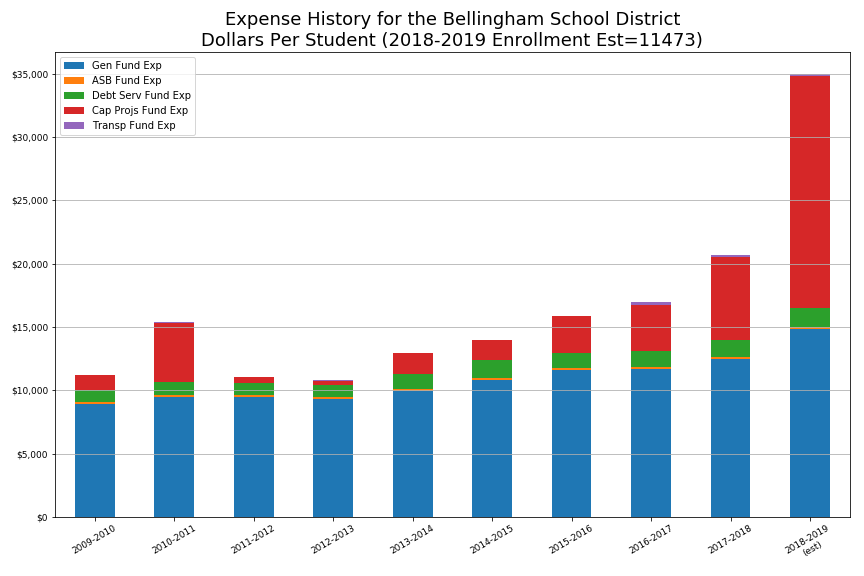 Expense History for the Bellingham School District
Dollars Per Student (2018-2019 Enrollment Est=11473)
Gen Fund Exp
ASB Fund Exp
Debt Serv Fund Exp
Cap Projs Fund Exp
Transp Fund Exp
$35,000
$30,000
$25,000
$20,000
$15,000
$10,000
$5,000
$0
2009-2010
2010-2011
2011-2012
2012-2013
2013-2014
2014-2015
2015-2016
2016-2017
2017-2018
2018-2019
(est)